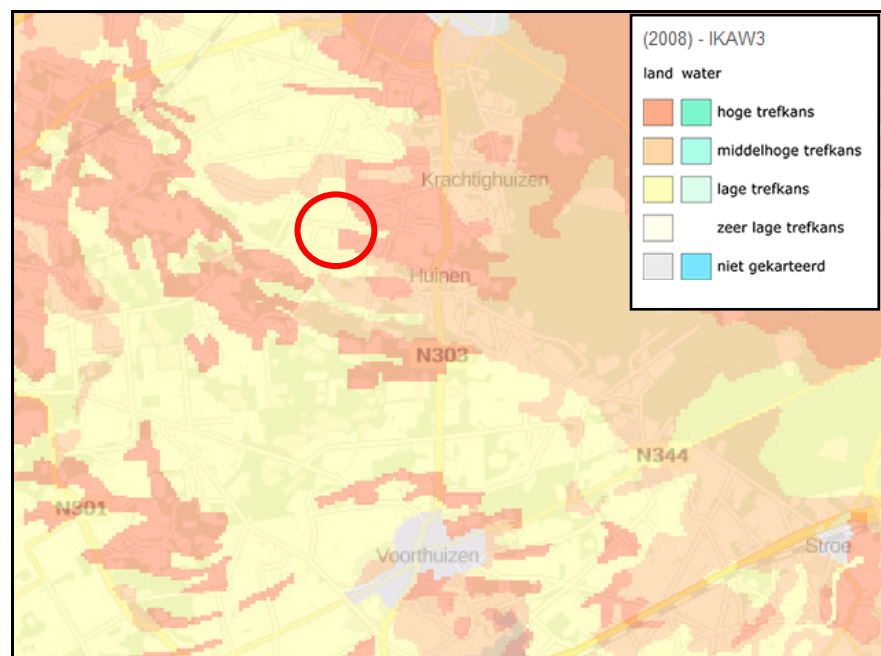 (2008) - IKAW3
land water
hoge trefkans
middelhoge trefkans
lage trefkans
zeer lage trefkans
niet gekarteerd
Krachtighuizen
Huinen
N303
N344
N301
Voorthuizen
Stroe